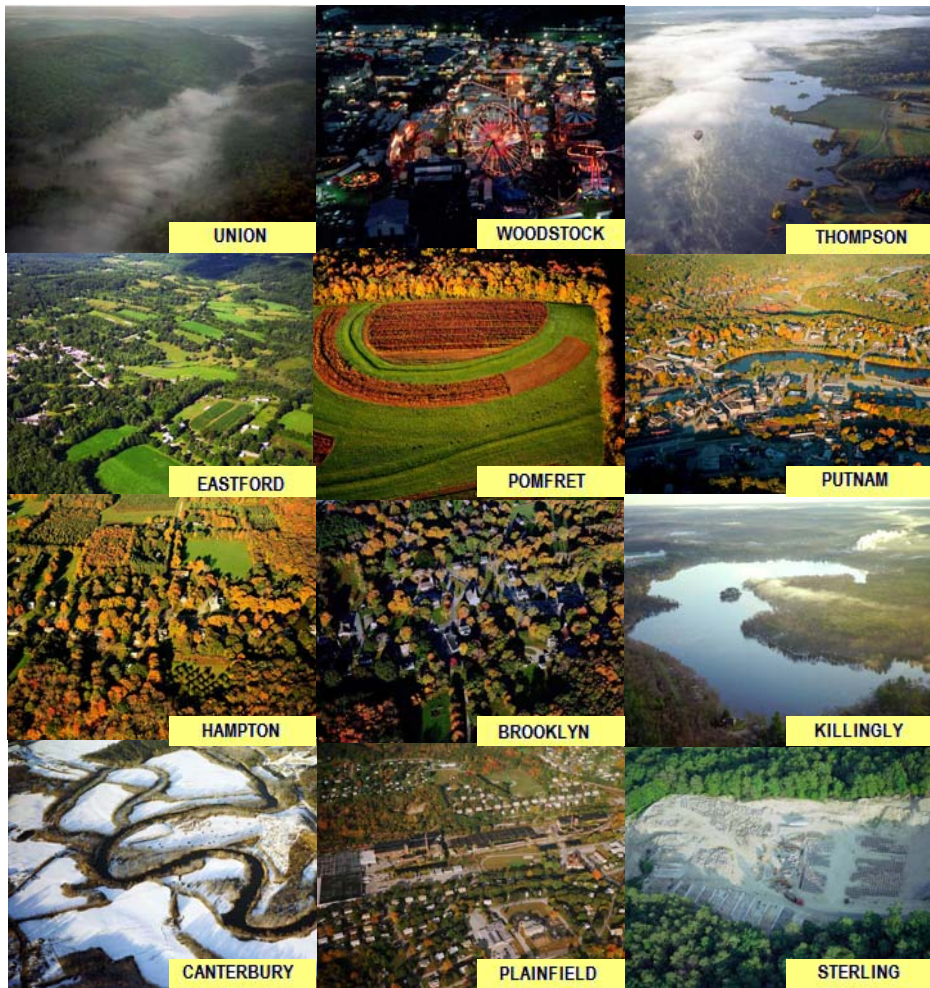 UNION
WOODSTOCK
THOMPSON
EASTFORD
POMFRET
PUTNAM
HAMPTON
BROOKLYN
KILLINGLY
CANTERBURY
PLAINFIELD
STERLING